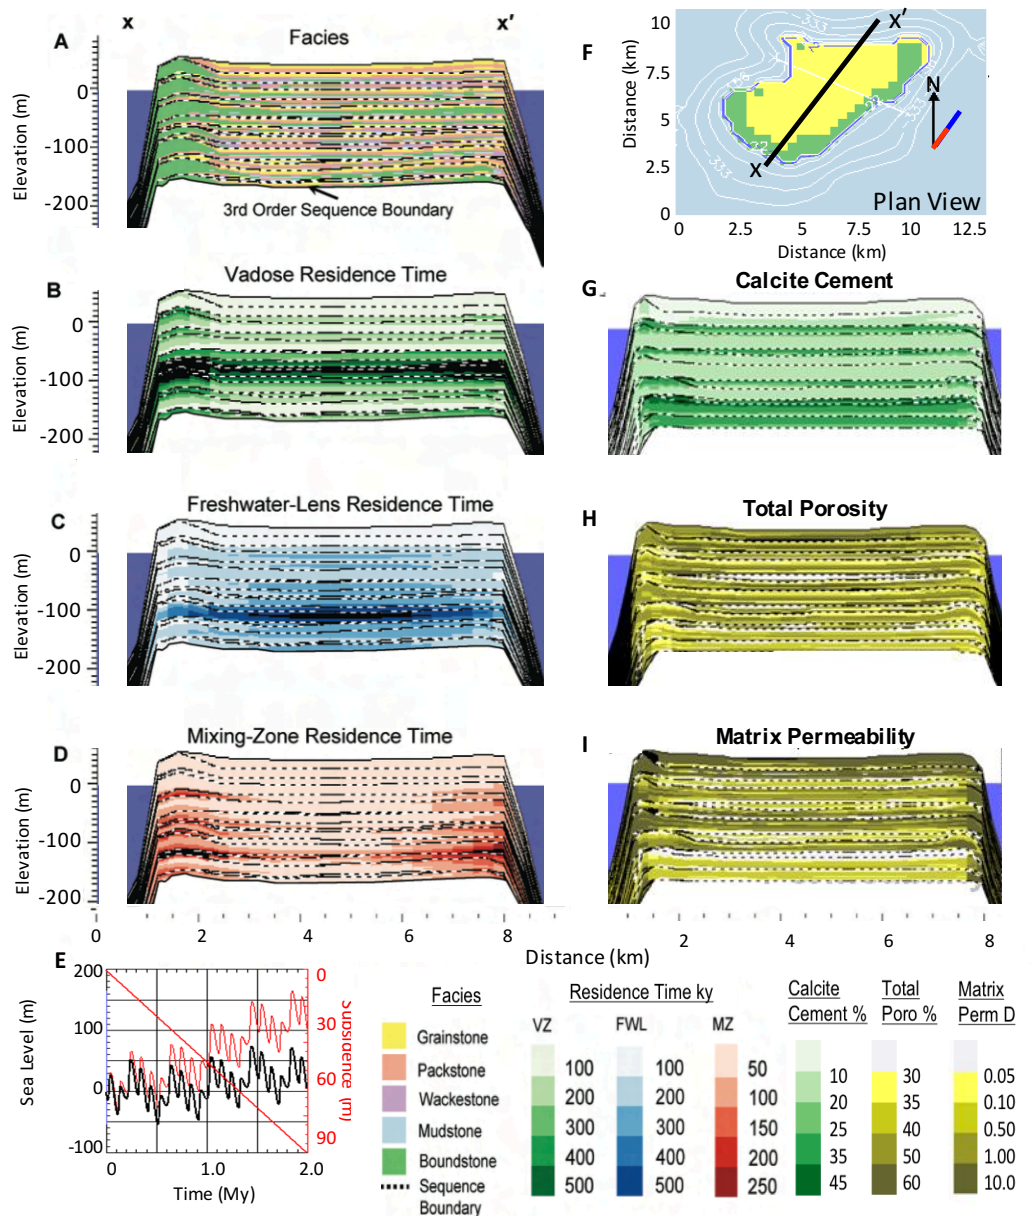 x
x′
A
Facies
0
-100
-200
Elevation (m)
3rd Order Sequence Boundary
F
10
7.5
5
2.5
0
Distance (km)
333
22
333
22
X′
X
N
Plan View
0
2.5
5
7.5
10
12.5
Distance (km)
B
Vadose Residence Time
0
-100
-200
Elevation (m)
G
Calcite Cement
C
Freshwater-Lens Residence Time
0
-100
-200
Elevation (m)
H
Total Porosity
D
Mixing-Zone Residence Time
0
-100
-200
Elevation (m)
I
Matrix Permeability
0
2
4
6
8
2
4
6
8
Distance (km)
E
200
100
0
-100
Sea Level (m)
0
30
60
90
Subsidence (m)
0
1.0
2.0
Time (My)
Facies
Grainstone
Packstone
Wackestone
Mudstone
Boundstone
Sequence
Boundary
Residence Time ky
VZ
FWL
MZ
100
200
300
400
500
100
200
300
400
500
50
100
150
200
250
Calcite
Cement %
10
20
25
35
45
Total
Poro %
30
35
40
50
60
Matrix
Perm D
0.05
0.10
0.50
1.00
10.0